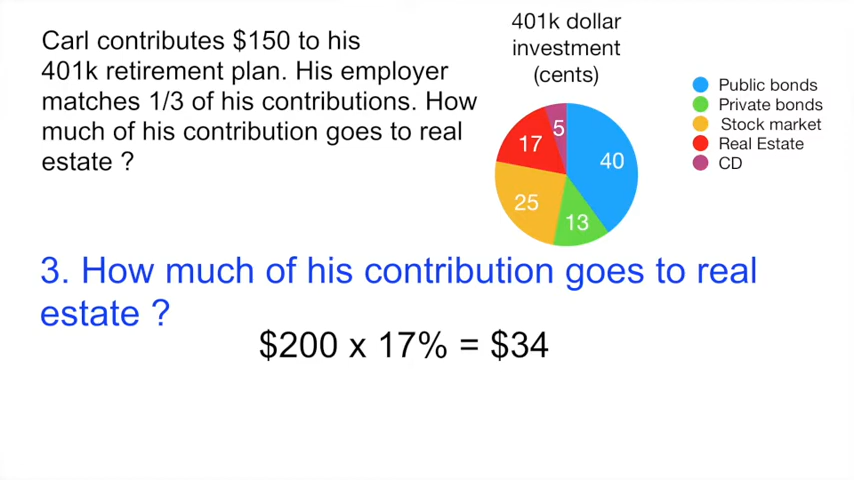 Carl contributes $150 to his
401k retirement plan. His employer
matches 1/3 of his contributions. How
much of his contribution goes to real
estate ?
401k dollar
investment
(cents)
40
13
25
17
5
Public bonds
Private bonds
Stock market
Real Estate
CD
3. How much of his contribution goes to real
estate ?
$200 x 17% = $34